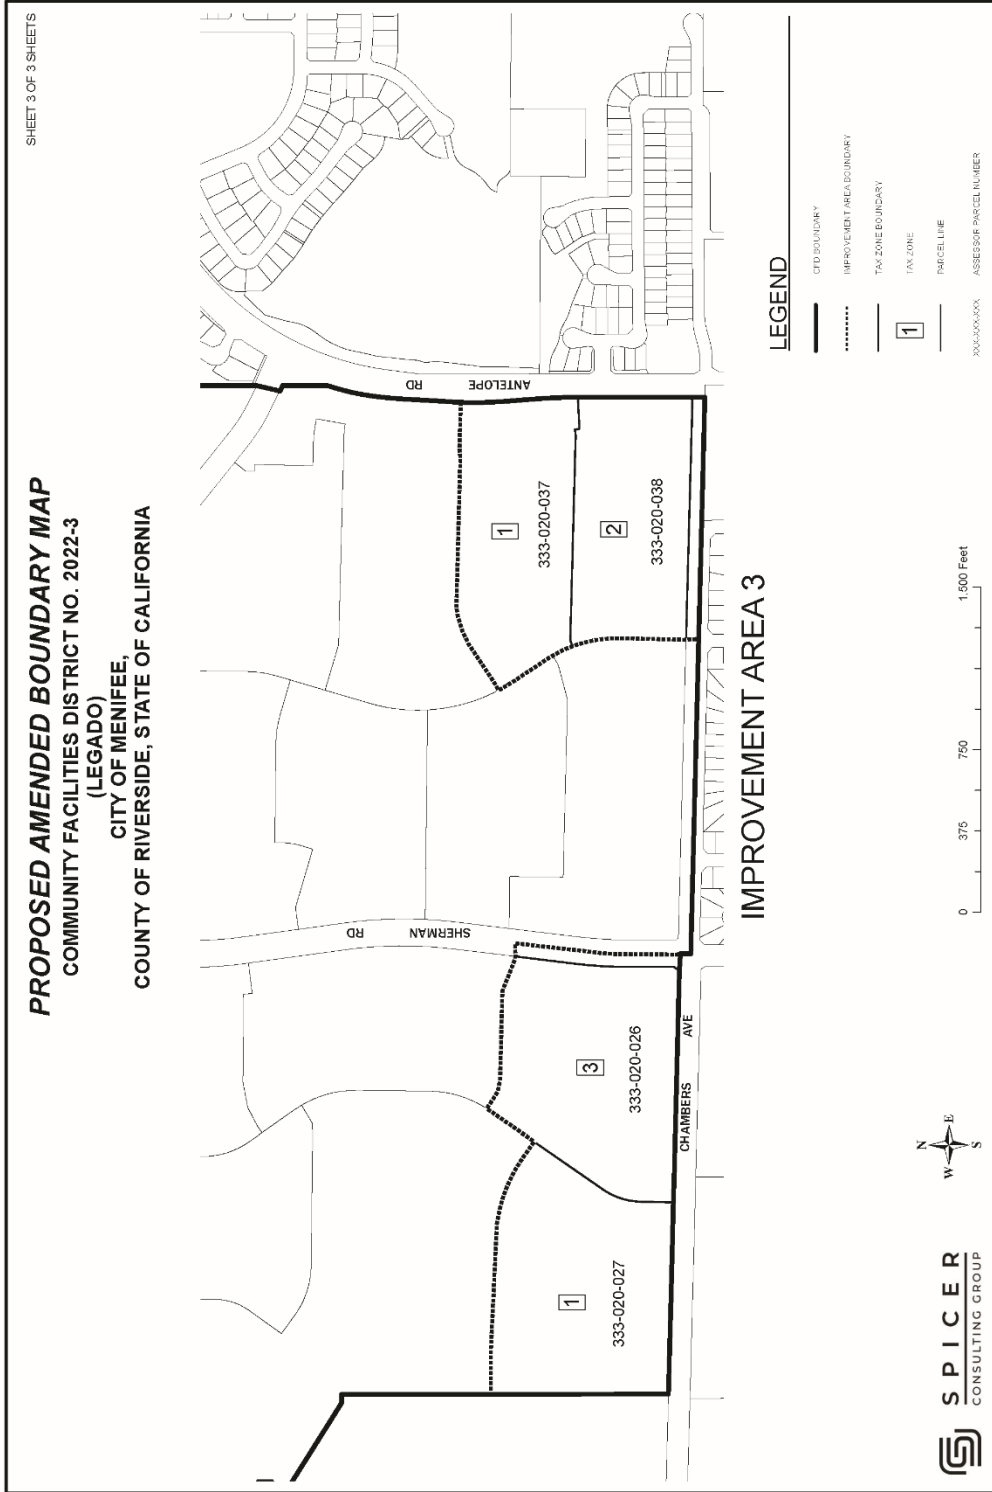 SHEET 3 OF 3 SHEETS
PROPOSED AMENDED BOUNDARY MAP
COMMUNITY FACILITIES DISTRICT NO. 2022-3
(LEGADO)
CITY OF MENIFEE,
COUNTY OF RIVERSIDE, STATE OF CALIFORNIA
SHERMAN RD
ANTELOPE RD
1
333-020-037
2
333-020-038
3
333-020-026
1
333-020-027
CHAMBERS AVE
IMPROVEMENT AREA 3
LEGEND
CFD BOUNDARY
IMPROVEMENT AREA BOUNDARY
TAX ZONE BOUNDARY
1 TAX ZONE
PARCEL LINE
XXX-XXX-XXX ASSESSOR PARCEL NUMBER
SPICER
CONSULTING GROUP
N
W E
S
0 375 750 1,500 Feet